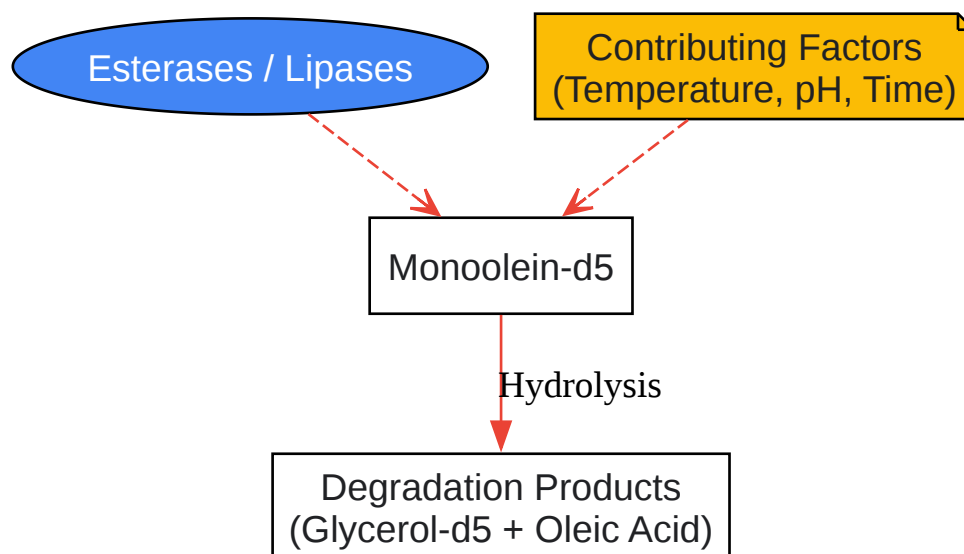 Esterases / Lipases
Contributing Factors
(Temperature, pH, Time)
Monoolein-d5
Hydrolysis
Degradation Products
(Glycerol-d5 + Oleic Acid)